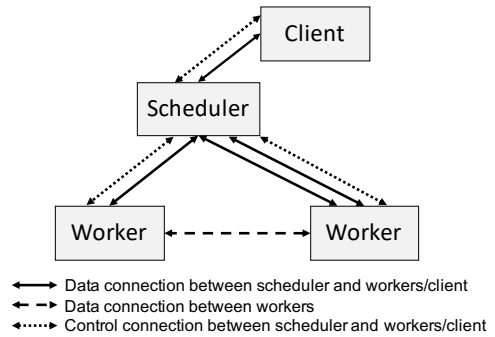 Client
Scheduler
Worker
Worker
Data connection between scheduler and workers/client
Data connection between workers
Control connection between scheduler and workers/client